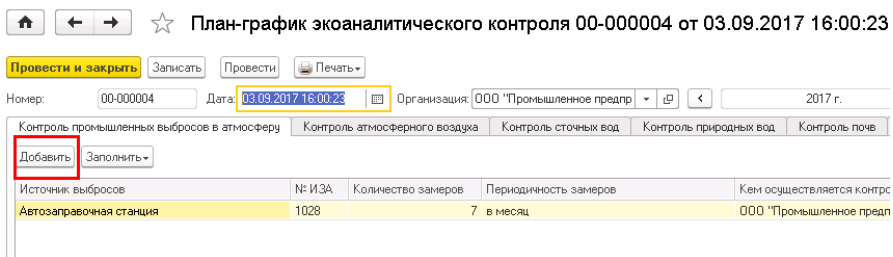 План-график экоаналитического контроля 00-000004 от 03.09.2017 16:00:23
Провести и закрыть Записать Провести Печать
Номер: 00-000004 Дата: 03.09.2017 16:00:23 Организация: ООО "Промышленное предпр 2017 г.
Контроль промышленных выбросов в атмосферу Контроль атмосферного воздуха Контроль сточных вод Контроль природных вод Контроль почв
Добавить Заполнить
Источник выбросов № ИЗА Количество замеров Периодичность замеров Кем осуществляется контро
Автозаправочная станция 1028 7 в месяц ООО "Промышленное предп